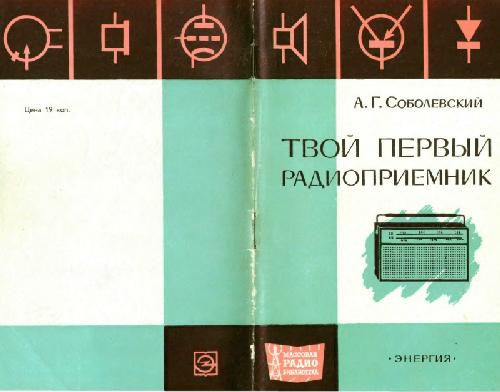 Цена 19 коп.
А. Г. Соболевский
ТВОЙ ПЕРВЫЙ
РАДИОПРИЕМНИК
МАССОВАЯ
РАДИО
БИБЛИОТЕКА
·ЭНЕРГИЯ·